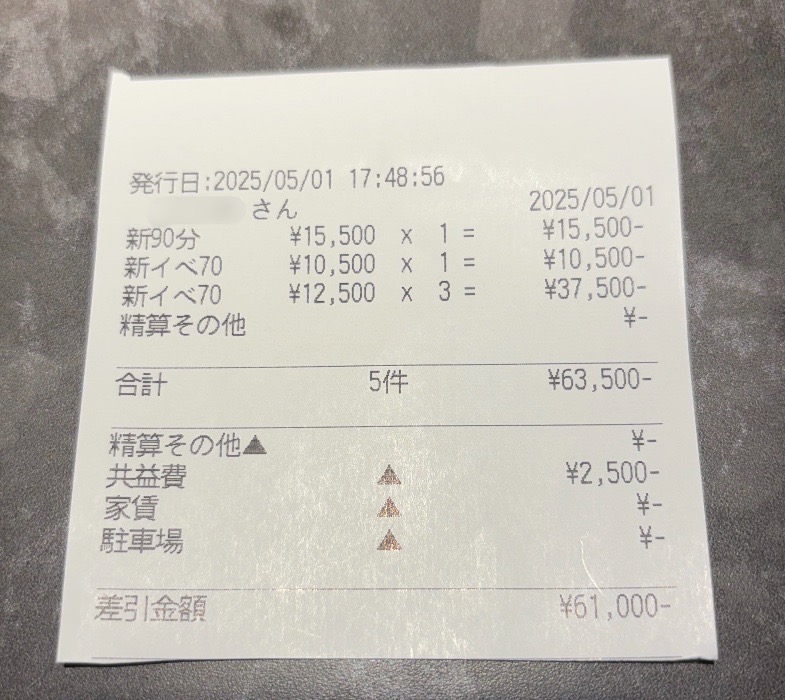 発行日:2025/05/01 17:48:56
さん 2025/05/01
新90分 ¥15,500 x 1 = ¥15,500-
新イベ70 ¥10,500 x 1 = ¥10,500-
新イベ70 ¥12,500 x 3 = ¥37,500-
精算その他 ¥-
合計 5件 ¥63,500-
精算その他▲ ¥-
共益費 ▲ ¥2,500-
家賃 ▲ ¥-
駐車場 ▲ ¥-
差引金額 ¥61,000-